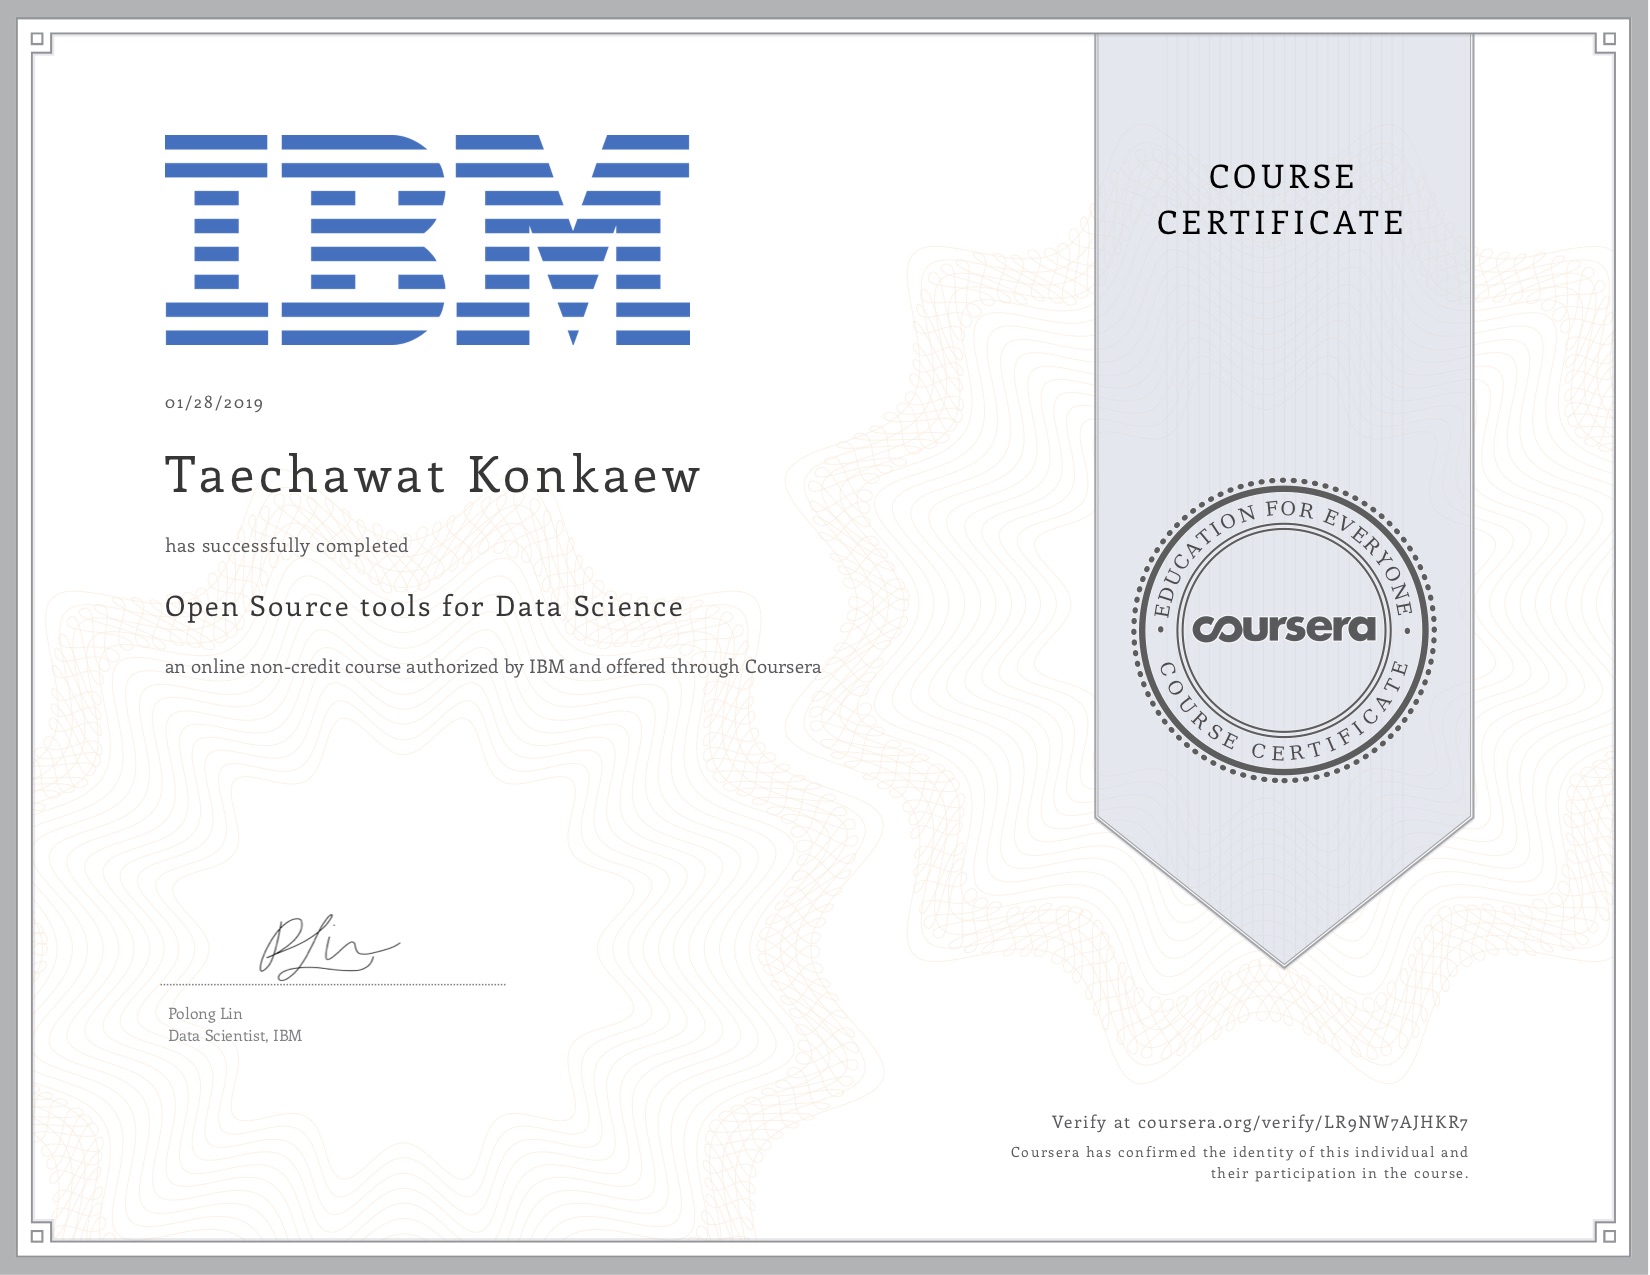 IBM
COURSE
CERTIFICATE
01/28/2019
Taechawat Konkaew
has successfully completed
Open Source tools for Data Science
an online non-credit course authorized by IBM and offered through Coursera
EDUCATION FOR EVERYONE
coursera
COURSE CERTIFICATE
P Lin
Polong Lin
Data Scientist, IBM
Verify at coursera.org/verify/LR9NW7AJHKR7
Coursera has confirmed the identity of this individual and
their participation in the course.